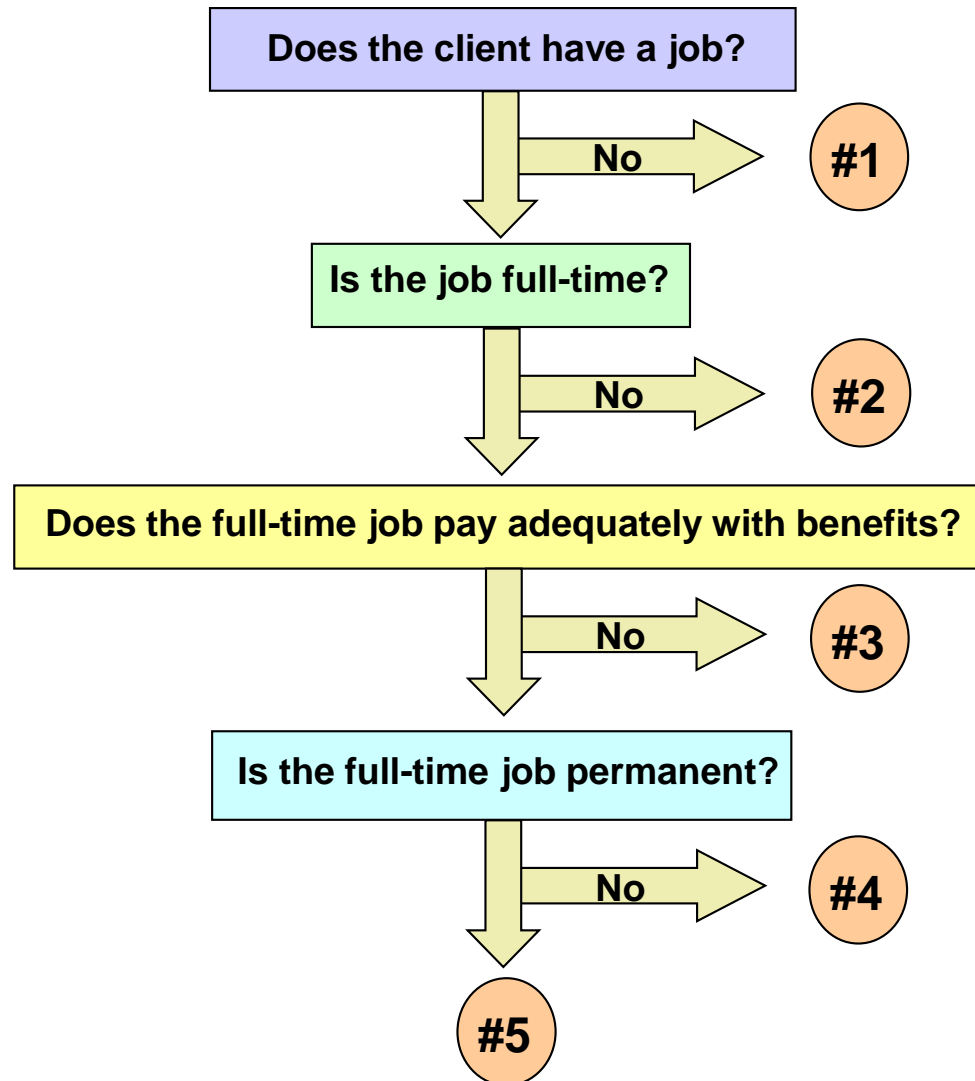 Does the client have a job?
No
#1
Is the job full-time?
No
#2
Does the full-time job pay adequately with benefits?
No
#3
Is the full-time job permanent?
No
#4
#5